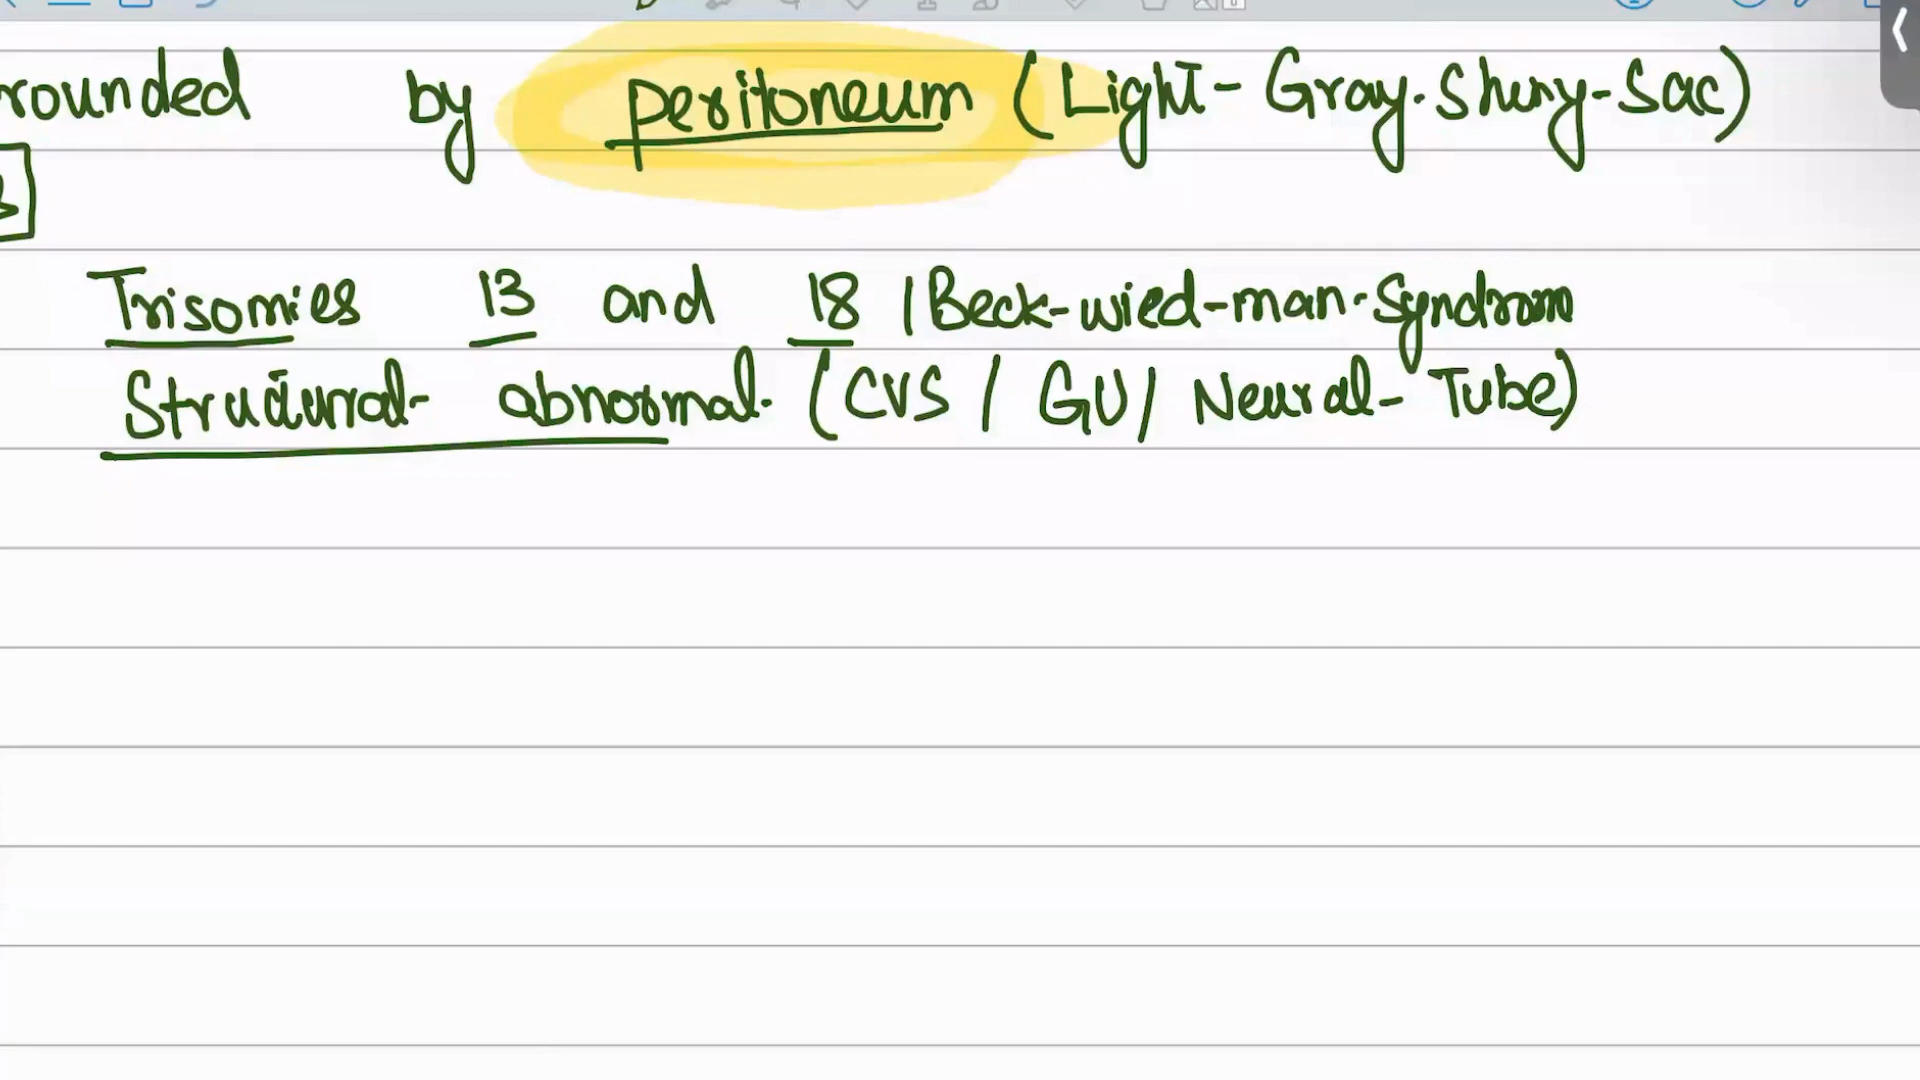 rounded by peritoneum (Light- Gray. Shiny-Sac)
Trisomies 13 and 18 / Beck-wied-man-Syndrom
Structural- abnormal. (CVS / GU / Neural- Tube)